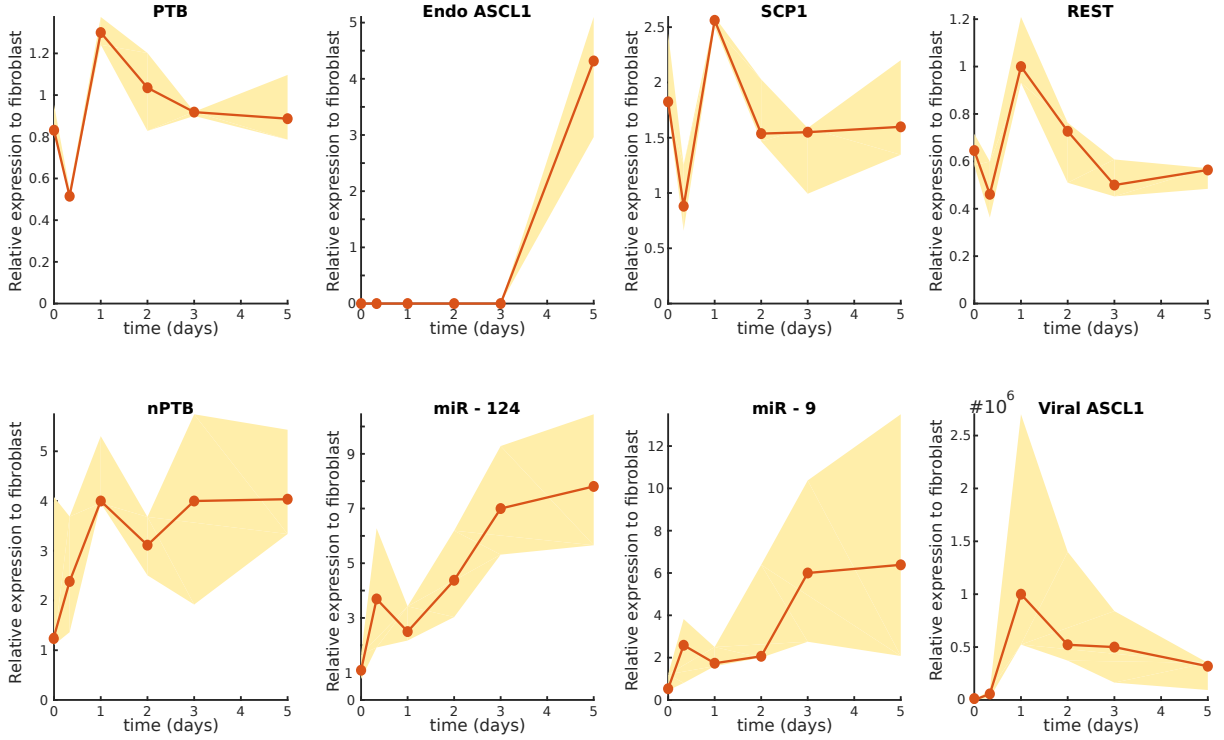 PTB
Relative expression to fibroblast
1.2
1
0.8
0.6
0.4
0.2
0
0 1 2 3 4 5
time (days)
Endo ASCL1
Relative expression to fibroblast
5
4
3
2
1
0
0 1 2 3 4 5
time (days)
SCP1
Relative expression to fibroblast
2.5
2
1.5
1
0.5
0
0 1 2 3 4 5
time (days)
REST
Relative expression to fibroblast
1.2
1
0.8
0.6
0.4
0.2
0
0 1 2 3 4 5
time (days)
nPTB
Relative expression to fibroblast
5
4
3
2
1
0
0 1 2 3 4 5
time (days)
miR - 124
Relative expression to fibroblast
9
7
5
3
1
0
0 1 2 3 4 5
time (days)
miR - 9
Relative expression to fibroblast
12
10
8
6
4
2
0
0 1 2 3 4 5
time (days)
Viral ASCL1
#10⁶
Relative expression to fibroblast
2.5
2
1.5
1
0.5
0
0 1 2 3 4 5
time (days)